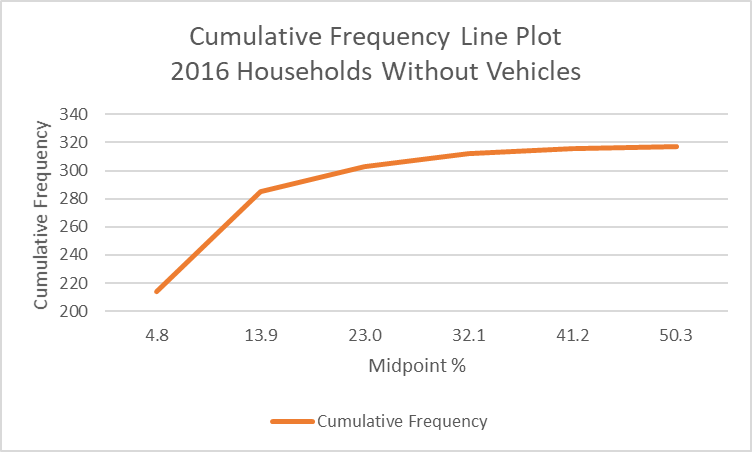 Cumulative Frequency Line Plot
2016 Households Without Vehicles
340
320
300
280
260
240
220
200
Cumulative Frequency
4.8 13.9 23.0 32.1 41.2 50.3
Midpoint %
Cumulative Frequency